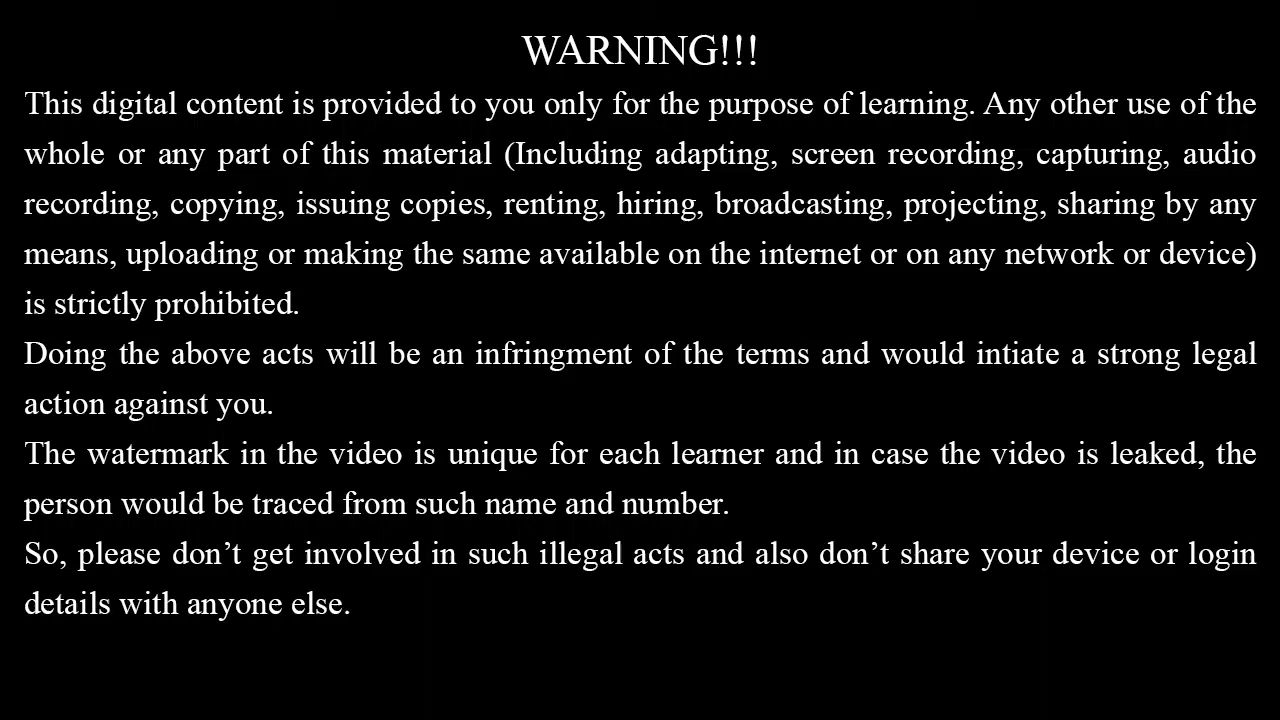 WARNING!!!
This digital content is provided to you only for the purpose of learning. Any other use of the
whole or any part of this material (Including adapting, screen recording, capturing, audio
recording, copying, issuing copies, renting, hiring, broadcasting, projecting, sharing by any
means, uploading or making the same available on the internet or on any network or device)
is strictly prohibited.
Doing the above acts will be an infringment of the terms and would intiate a strong legal
action against you.
The watermark in the video is unique for each learner and in case the video is leaked, the
person would be traced from such name and number.
So, please don’t get involved in such illegal acts and also don’t share your device or login
details with anyone else.